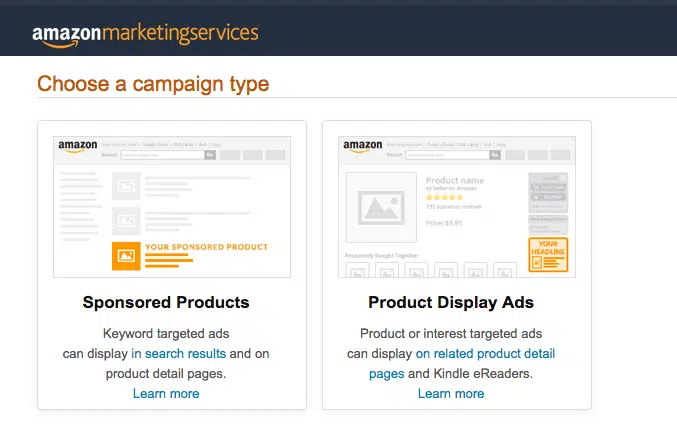 amazonmarketingservices
Choose a campaign type
amazon
Search
Go
YOUR SPONSORED PRODUCT
Sponsored Products
Keyword targeted ads
can display in search results and on
product detail pages.
Learn more
amazon
Search
Go
Product name
by Seller on Amazon
Price: $5.91
Frequently Bought Together
YOUR
HEADLINE
Product Display Ads
Product or interest targeted ads
can display on related product detail
pages and Kindle eReaders.
Learn more